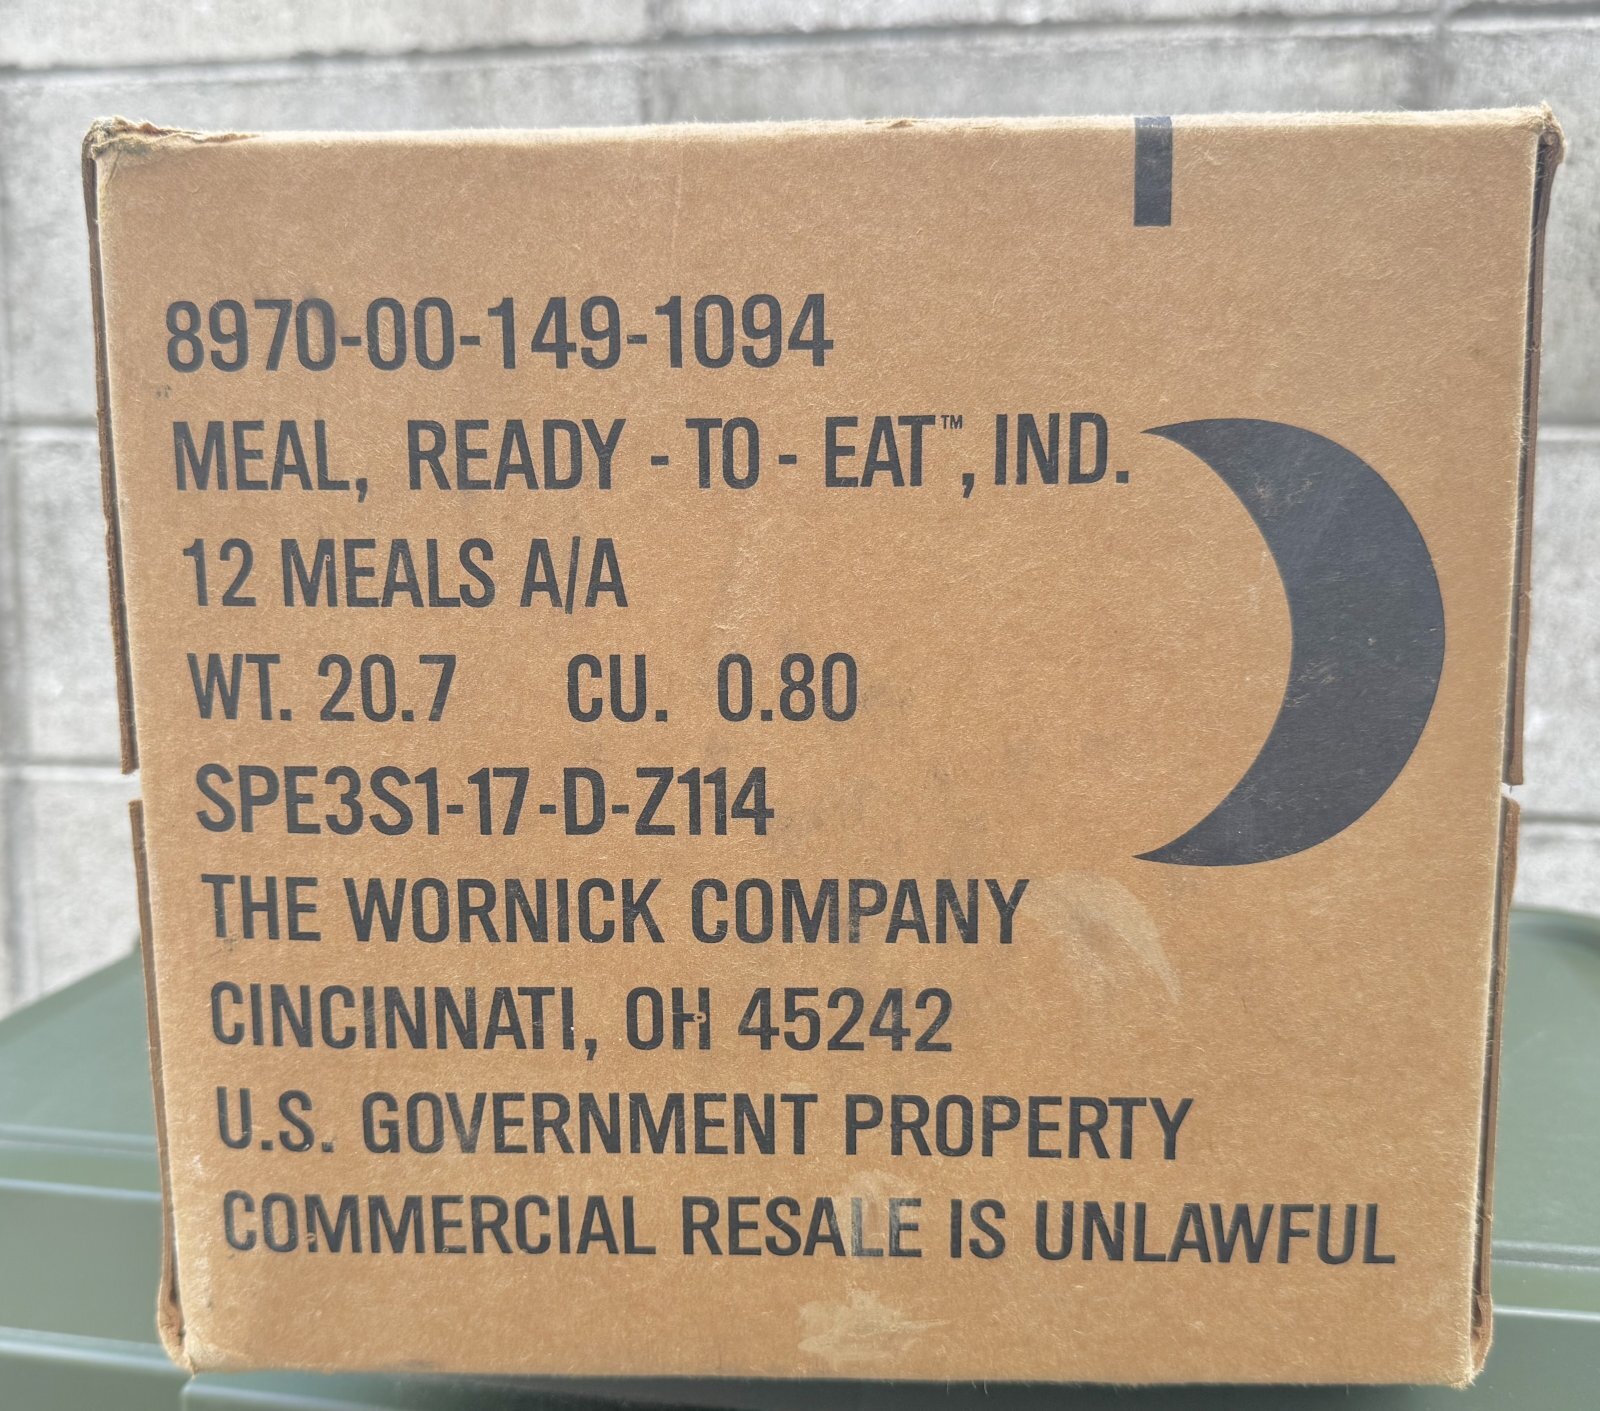 8970-00-149-1094
MEAL, READY - TO - EAT™, IND.
12 MEALS A/A
WT. 20.7 CU. 0.80
SPE3S1-17-D-Z114
THE WORNICK COMPANY
CINCINNATI, OH 45242
U.S. GOVERNMENT PROPERTY
COMMERCIAL RESALE IS UNLAWFUL